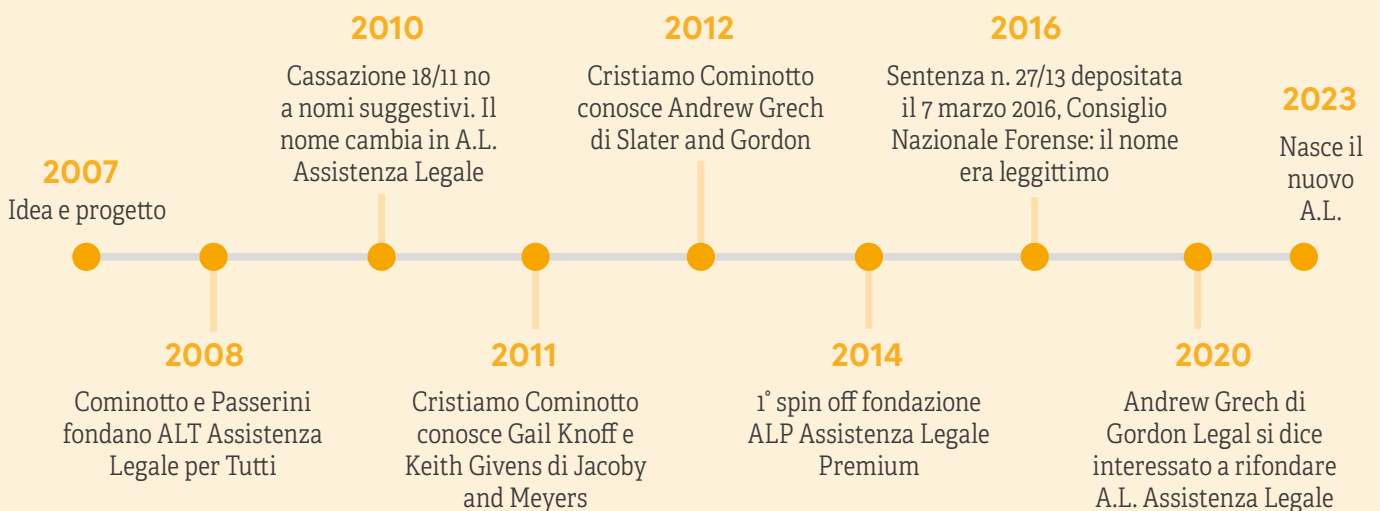 2007
Idea e progetto
2008
Cominotto e Passerini
fondano ALT Assistenza
Legale per Tutti
2010
Cassazione 18/11 no
a nomi suggestivi. Il
nome cambia in A.L.
Assistenza Legale
2011
Cristiamo Cominotto
conosce Gail Knoff e
Keith Givens di Jacoby
and Meyers
2012
Cristiamo Cominotto
conosce Andrew Grech
di Slater and Gordon
2014
1° spin off fondazione
ALP Assistenza Legale
Premium
2016
Sentenza n. 27/13 depositata
il 7 marzo 2016, Consiglio
Nazionale Forense: il nome
era leggittimo
2020
Andrew Grech di
Gordon Legal si dice
interessato a rifondare
A.L. Assistenza Legale
2023
Nasce il
nuovo
A.L.